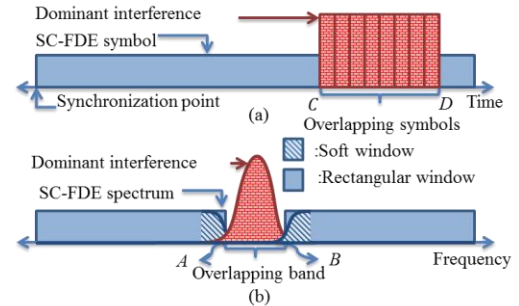 Dominant interference
SC-FDE symbol
Synchronization point
C
D
Time
(a)
Overlapping symbols
:Soft window
Dominant interference
:Rectangular window
SC-FDE spectrum
A
B
Frequency
Overlapping band
(b)